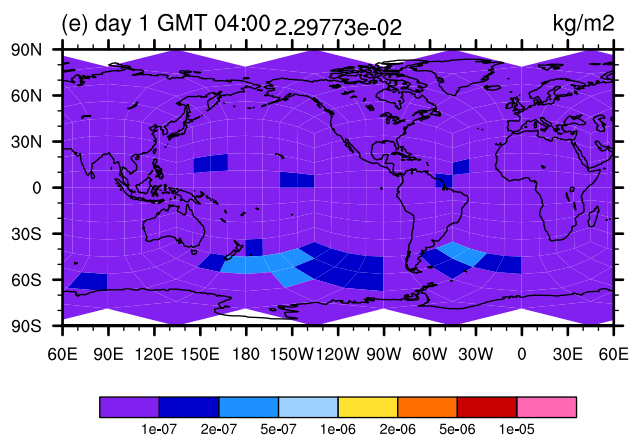 (e) day 1 GMT 04:00 2.29773e-02 kg/m2
90N
60N
30N
0
30S
60S
90S
60E 90E 120E 150E 180 150W 120W 90W 60W 30W 0 30E 60E
1e-07 2e-07 5e-07 1e-06 2e-06 5e-06 1e-05